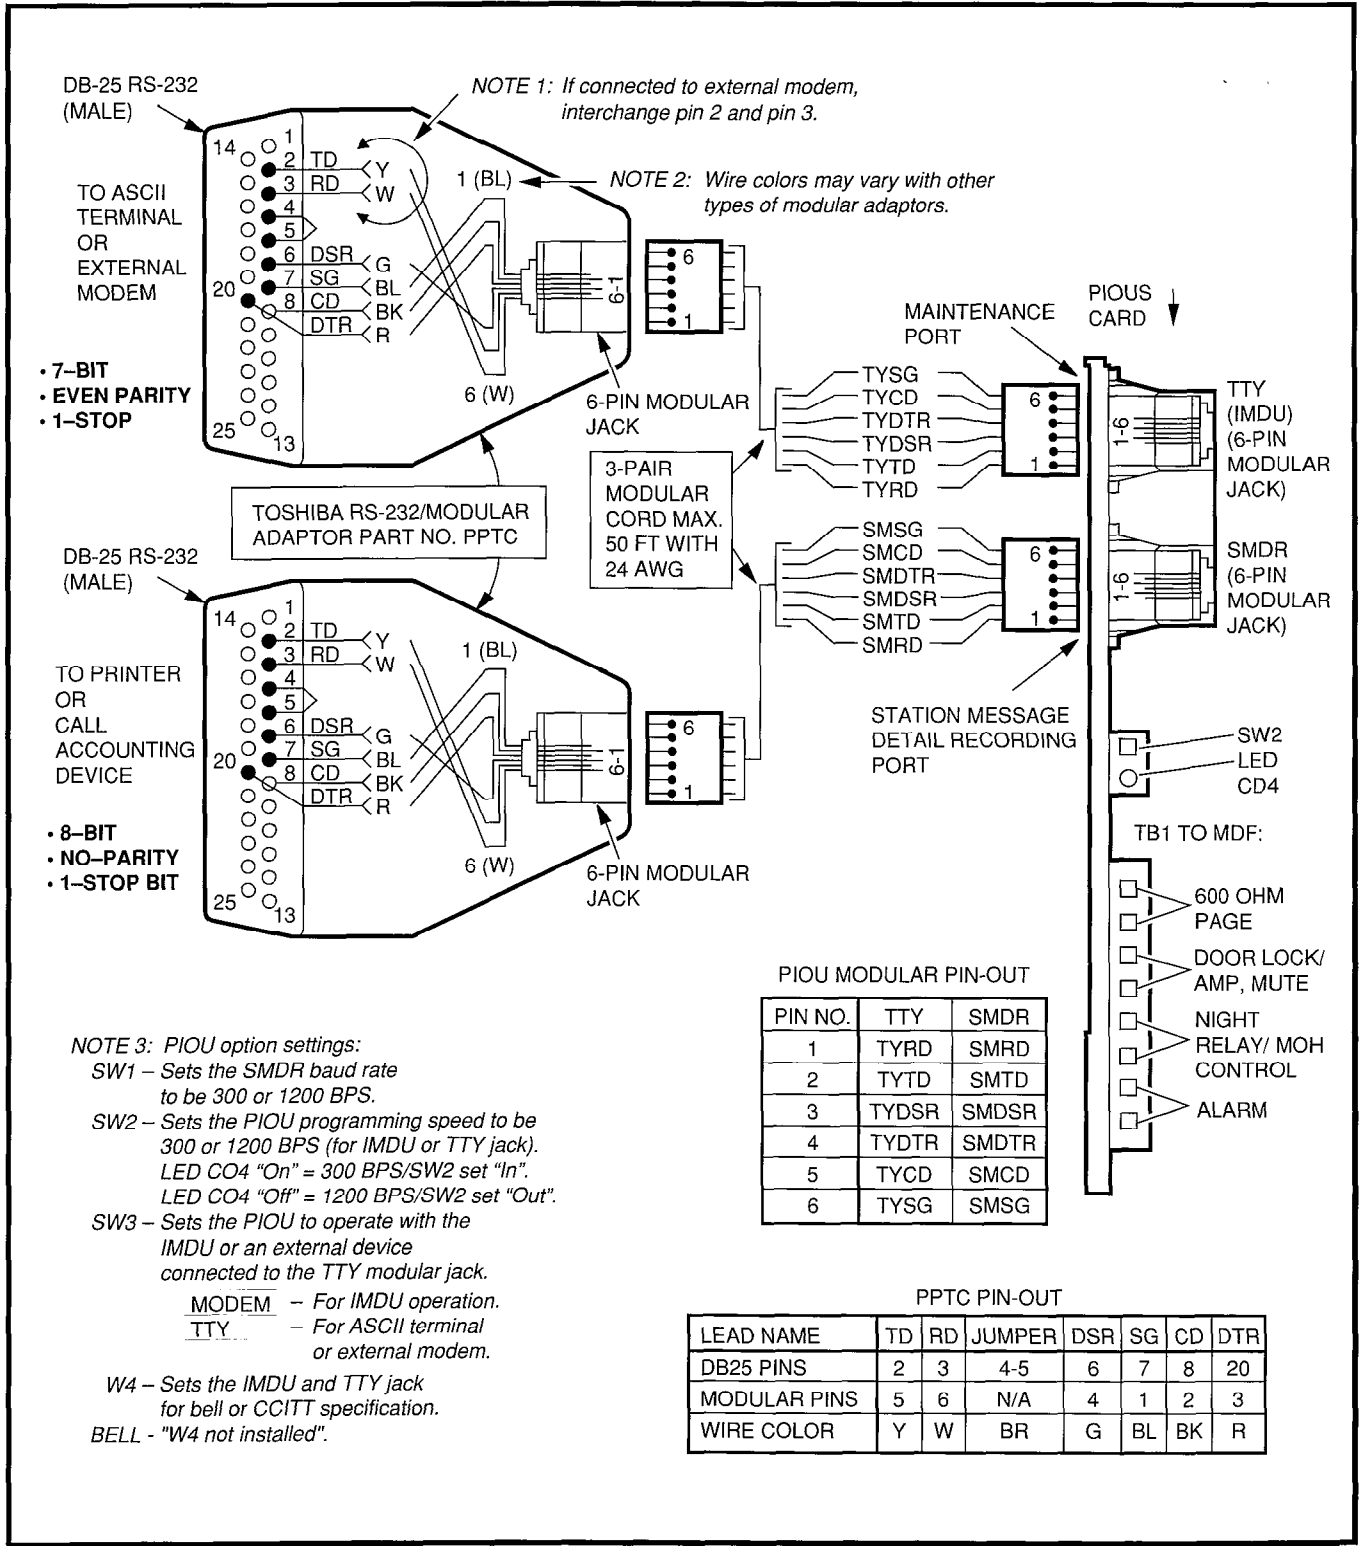 DB-25 RS-232
(MALE)
NOTE 1: If connected to external modem,
interchange pin 2 and pin 3.
14
1
2 TD Y
3 RD W
4
5
6 DSR G
7 SG BL
20
8 CD BK
DTR R
25
13
TO ASCII
TERMINAL
OR
EXTERNAL
MODEM
1 (BL)
NOTE 2: Wire colors may vary with other
types of modular adaptors.
6-1
6 (W)
6
1
6-PIN MODULAR
JACK
• 7–BIT
• EVEN PARITY
• 1–STOP
MAINTENANCE
PORT
PIOUS
CARD
TYSG
TYCD
TYDTR
TYDSR
TYTD
TYRD
6
1
1-6
TTY
(IMDU)
(6-PIN
MODULAR
JACK)
3-PAIR
MODULAR
CORD MAX.
50 FT WITH
24 AWG
TOSHIBA RS-232/MODULAR
ADAPTOR PART NO. PPTC
SMSG
SMCD
SMDTR
SMDSR
SMTD
SMRD
6
1
1-6
SMDR
(6-PIN
MODULAR
JACK)
DB-25 RS-232
(MALE)
14
1
2 TD Y
3 RD W
4
5
6 DSR G
7 SG BL
20
8 CD BK
DTR R
25
13
TO PRINTER
OR
CALL
ACCOUNTING
DEVICE
1 (BL)
6-1
6 (W)
6
1
6-PIN MODULAR
JACK
• 8–BIT
• NO–PARITY
• 1–STOP BIT
STATION MESSAGE
DETAIL RECORDING
PORT
SW2
LED
CD4
TB1 TO MDF:
600 OHM
PAGE
DOOR LOCK/
AMP, MUTE
NIGHT
RELAY/ MOH
CONTROL
ALARM
PIOU MODULAR PIN-OUT
PIN NO. TTY SMDR
1 TYRD SMRD
2 TYTD SMTD
3 TYDSR SMDSR
4 TYDTR SMDTR
5 TYCD SMCD
6 TYSG SMSG
NOTE 3: PIOU option settings:
SW1 – Sets the SMDR baud rate
to be 300 or 1200 BPS.
SW2 – Sets the PIOU programming speed to be
300 or 1200 BPS (for IMDU or TTY jack).
LED CO4 "On" = 300 BPS/SW2 set "In".
LED CO4 "Off" = 1200 BPS/SW2 set "Out".
SW3 – Sets the PIOU to operate with the
IMDU or an external device
connected to the TTY modular jack.
MODEM – For IMDU operation.
TTY – For ASCII terminal
or external modem.
W4 – Sets the IMDU and TTY jack
for bell or CCITT specification.
BELL - "W4 not installed".
PPTC PIN-OUT
LEAD NAME TD RD JUMPER DSR SG CD DTR
DB25 PINS 2 3 4-5 6 7 8 20
MODULAR PINS 5 6 N/A 4 1 2 3
WIRE COLOR Y W BR G BL BK R